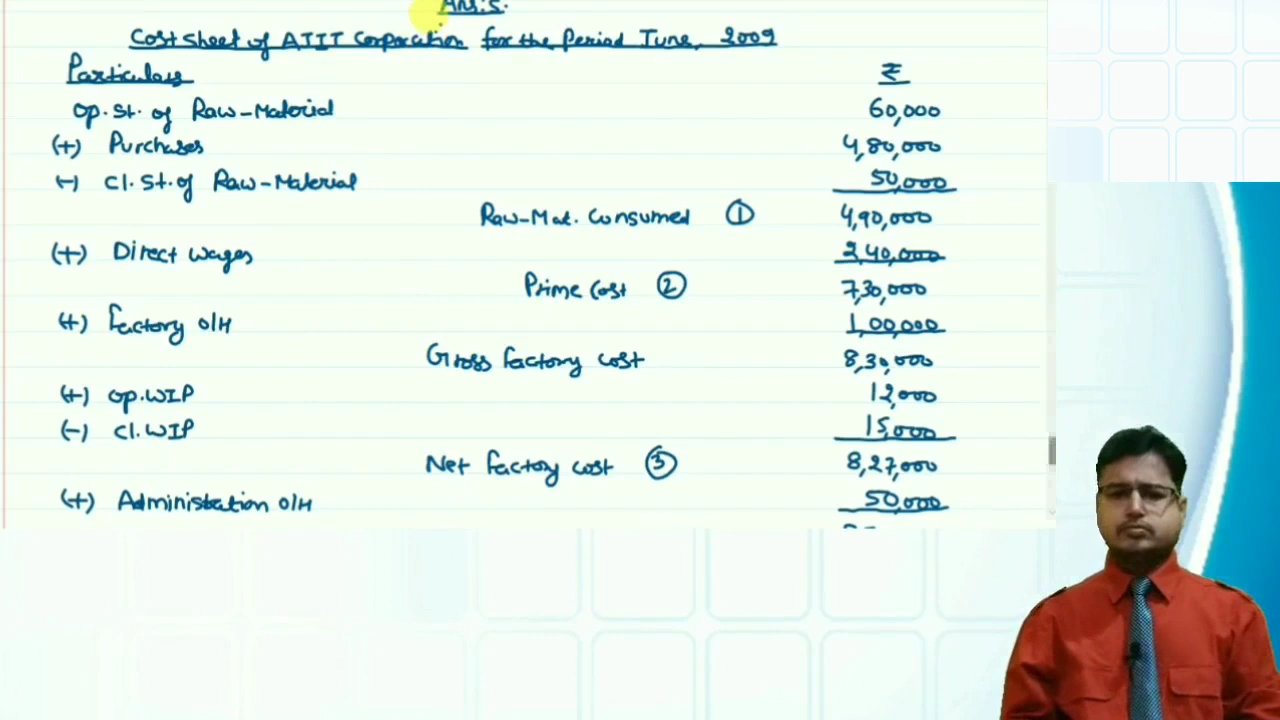 Ans.5.
Cost sheet of ATIT Corporation for the Period June, 2009
Particulars ₹
Op. St. of Raw-Material 60,000
(+) Purchases 4,80,000
(-) Cl. St. of Raw-Material 50,000
Raw-Mat. Consumed ① 4,90,000
(+) Direct Wages 2,40,000
Prime Cost ② 7,30,000
(+) Factory O/H 1,00,000
Gross Factory Cost 8,30,000
(+) Op. WIP 12,000
(-) Cl. WIP 15,000
Net Factory Cost ③ 8,27,000
(+) Administration O/H 50,000